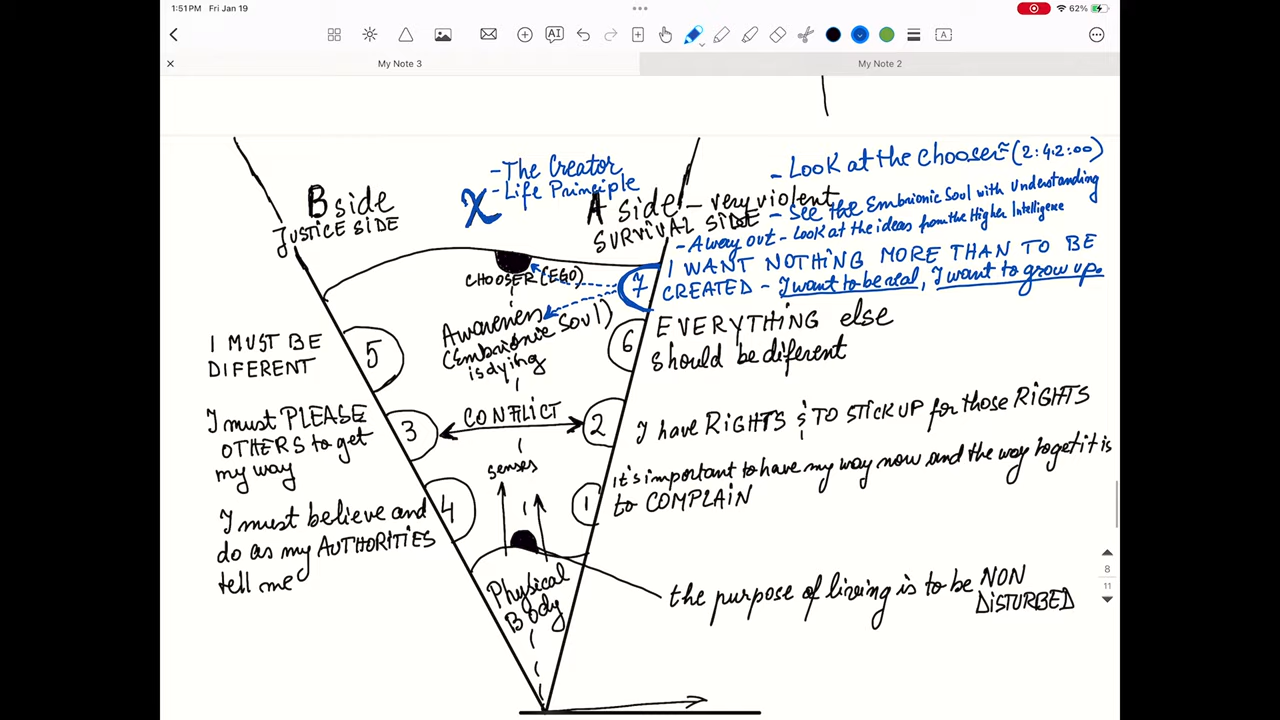 1:51PM Fri Jan 19
62%
AI
A
My Note 3
My Note 2
- The Creator
- Life Principle
X
B side
JUSTICE SIDE
A side - very violent
SURVIVAL SIDE
- Look at the Chooser ~ (2:42:00)
- See the Embrionic Soul with Understanding
- A way out - Look at the ideas from the Higher Intelligence
I WANT NOTHING MORE THAN TO BE
CREATED - I want to be real, I want to grow up.
7
CHOOSER (EGO)
Awareness
(Embrionic Soul)
is dying
6
EVERYTHING else
should be diferent
I MUST BE
DIFERENT
5
I must PLEASE
OTHERS to get
my way
3
CONFLICT
2
I have RIGHTS & TO STICK UP for those RIGHTS
senses
I must believe and
do as my AUTHORITIES
tell me
4
1
it's important to have my way now and the way to get it is
to COMPLAIN
Physical
Body
the purpose of living is to be NON
DISTURBED
8
11